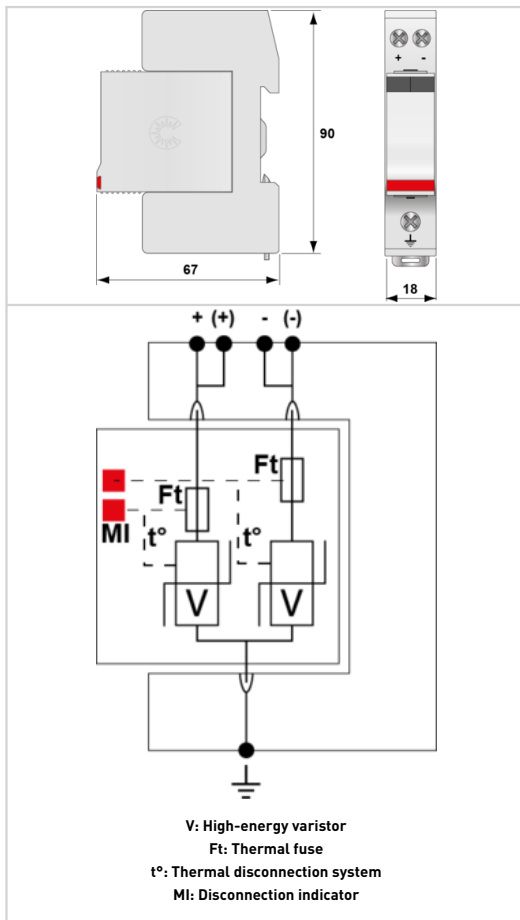 + -
90
67
18
+ (+) - (-)
Ft
Ft
MI t° t°
V V
V: High-energy varistor
Ft: Thermal fuse
t°: Thermal disconnection system
MI: Disconnection indicator